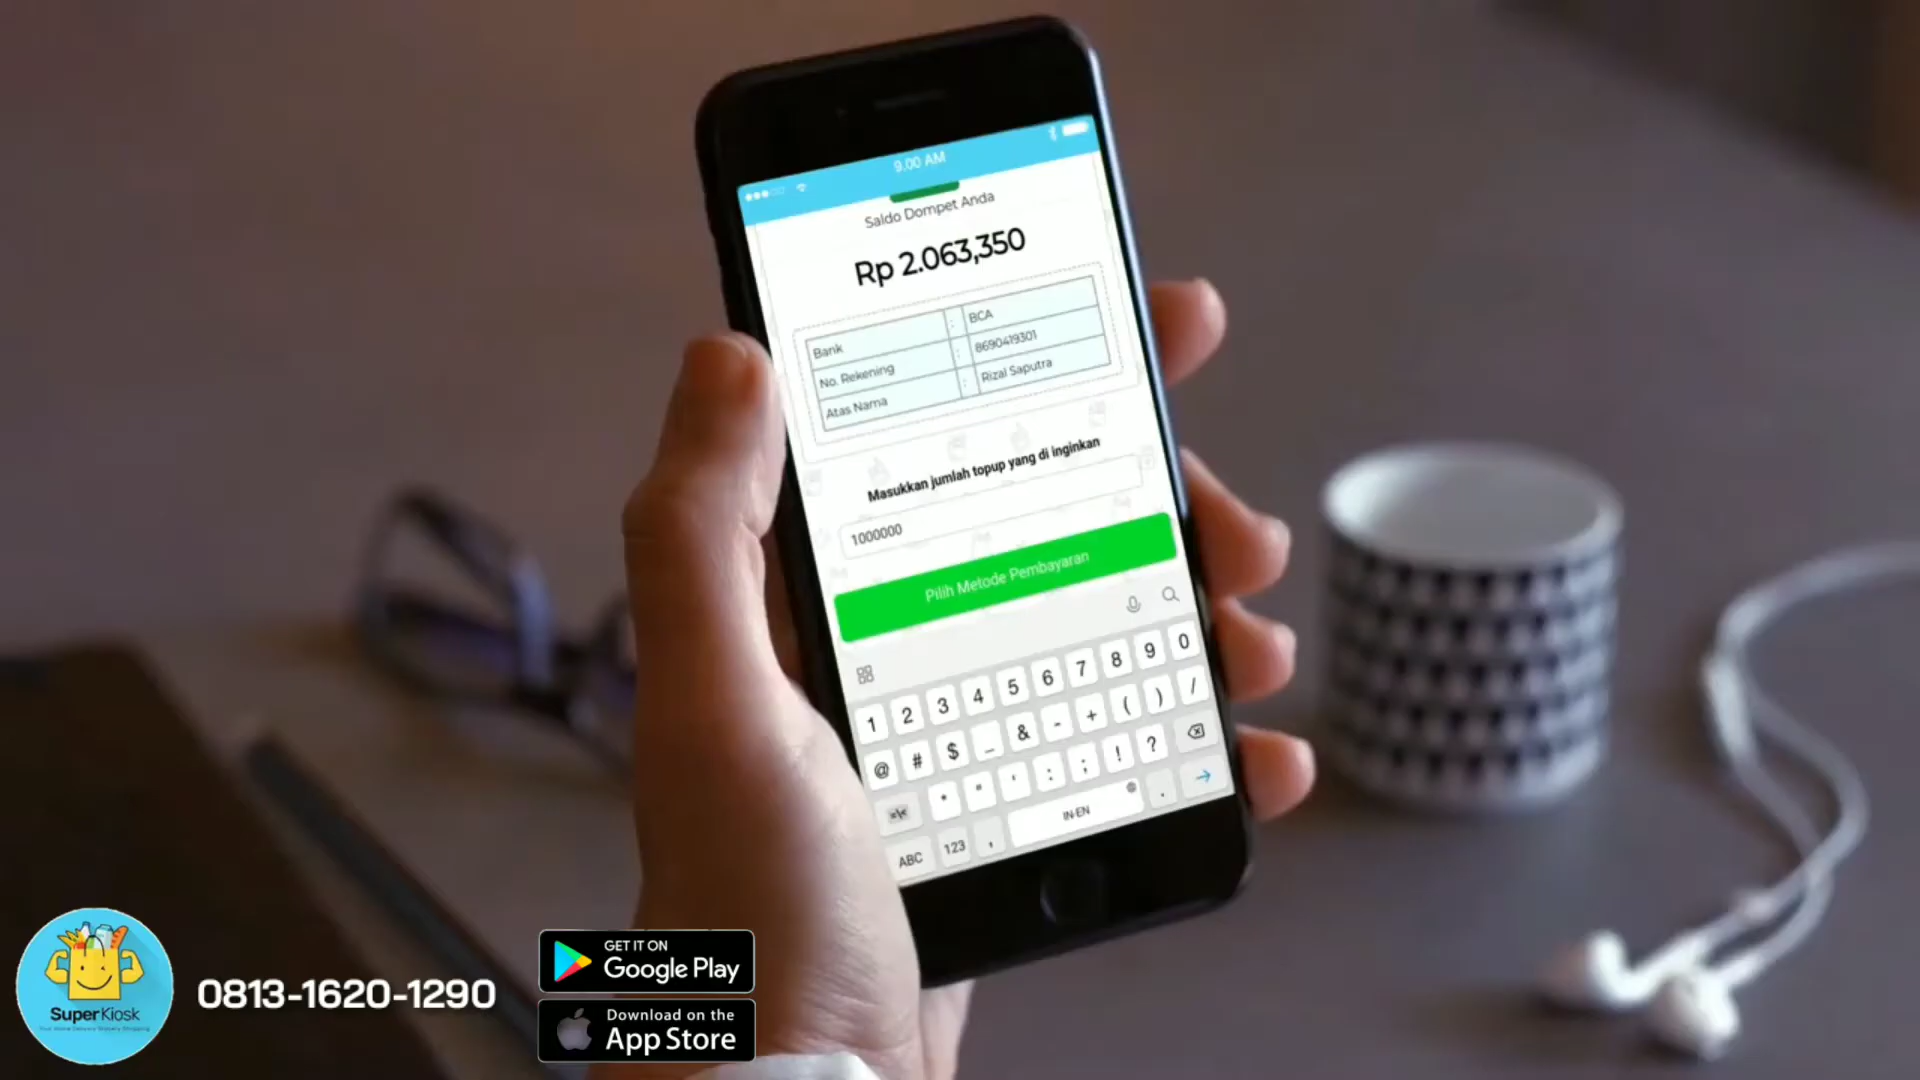 9.00 AM
Saldo Dompet Anda
Rp 2.063,350
Bank : BCA
No. Rekening : 8690419301
Atas Nama : Rizal Saputra
Masukkan jumlah topup yang di inginkan
1000000
Pilih Metode Pembayaran
1 2 3 4 5 6 7 8 9 0
@ # $ _ & - + ( ) /
=\< * " ' : ; ! ?
ABC 123 , IN-EN .
SuperKiosk
0813-1620-1290
GET IT ON
Google Play
Download on the
App Store